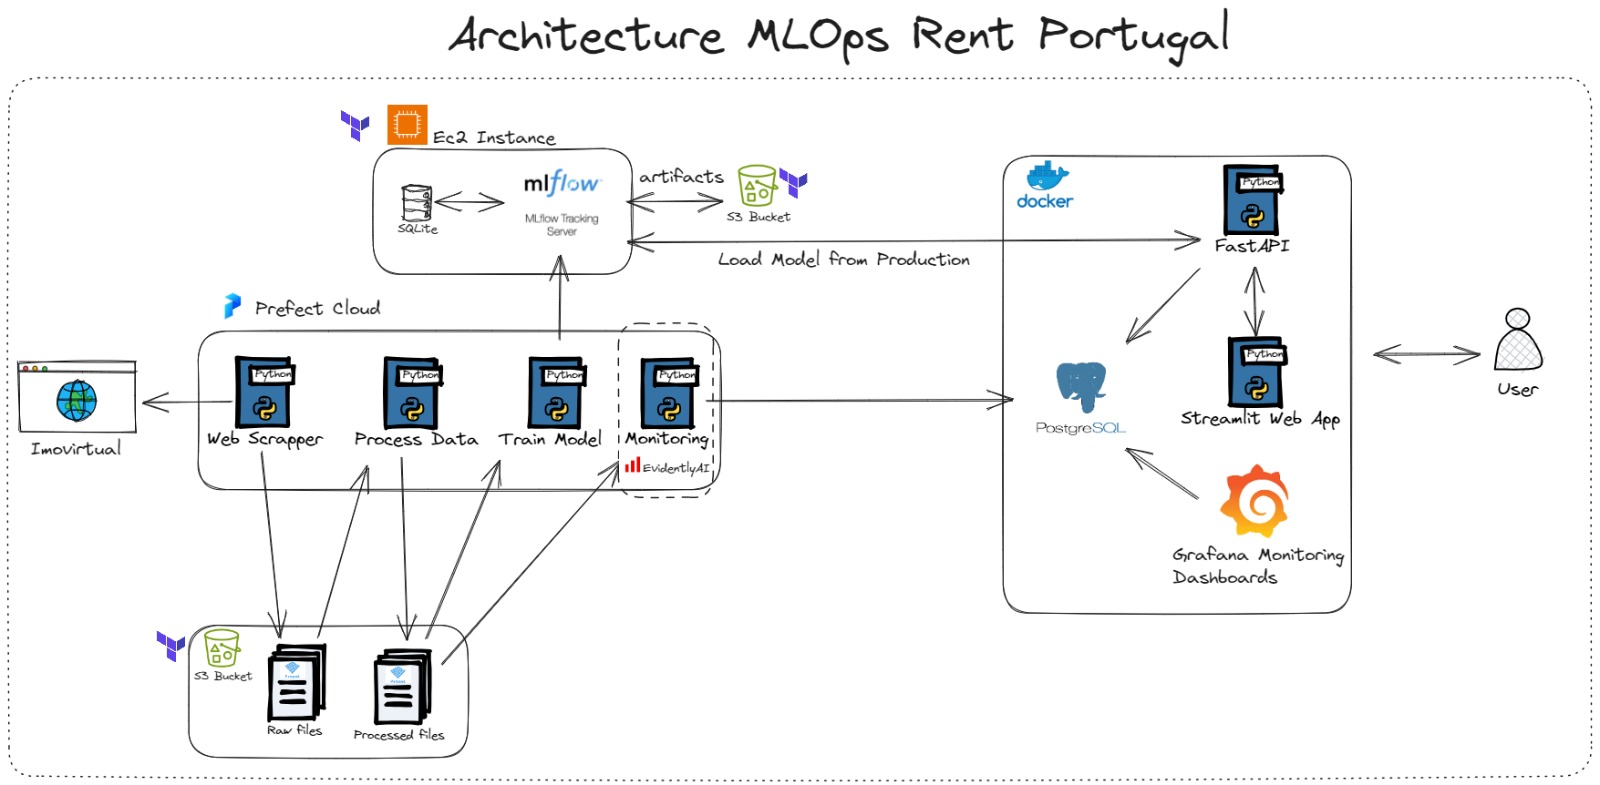 Architecture MLOps Rent Portugal
Ec2 Instance
mlflow
MLflow Tracking
Server
SQLite
artifacts
S3 Bucket
Load Model from Production
docker
Python
FastAPI
Prefect Cloud
Imovirtual
Python
Web Scrapper
Python
Process Data
Python
Train Model
Python
Monitoring
EvidentlyAI
PostgreSQL
Python
Streamlit Web App
Grafana Monitoring
Dashboards
User
S3 Bucket
Raw files
Processed files